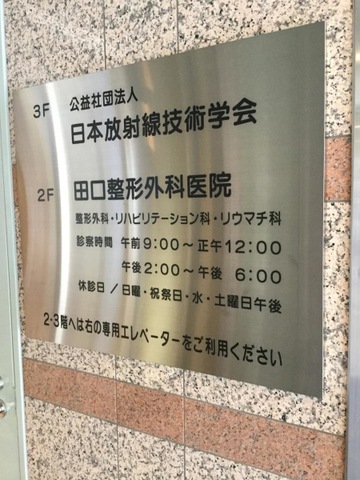 3F 公益社団法人
日本放射線技術学会
2F 田口整形外科医院
整形外科・リハビリテーション科・リウマチ科
診察時間 午前9:00～正午12:00
午後2:00～午後 6:00
休診日／日曜・祝祭日・水・土曜日午後
2-3階へは右の専用エレベーターをご利用ください